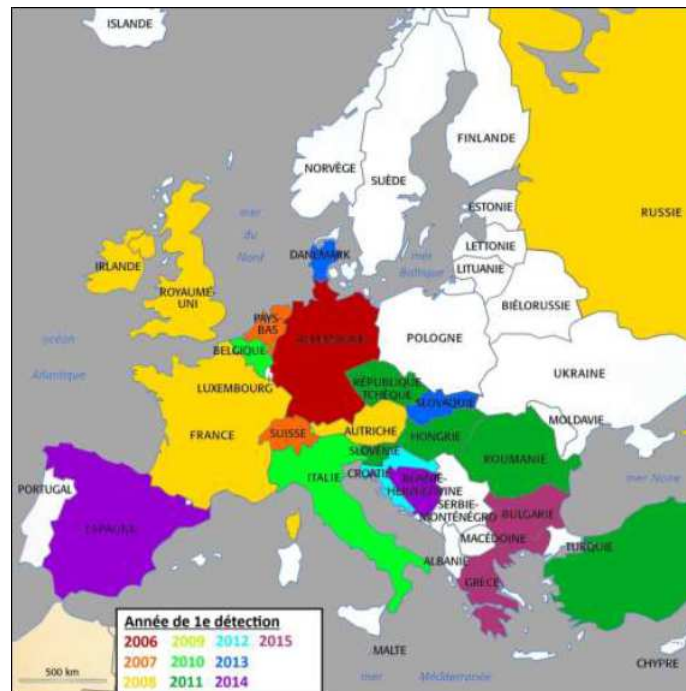 ISLANDE
FINLANDE
NORVÈGE
SUÈDE
RUSSIE
ESTONIE
mer
du
Nord
LETTONIE
DANEMARK
mer
Baltique
LITUANIE
IRLANDE
ROYAUME-
UNI
BIÉLORUSSIE
PAYS-
BAS
ALLEMAGNE
POLOGNE
océan
Atlantique
BELGIQUE
UKRAINE
LUXEMBOURG
RÉPUBLIQUE
TCHÈQUE
SLOVAQUIE
MOLDAVIE
FRANCE
SUISSE
AUTRICHE
HONGRIE
SLOVÉNIE
ROUMANIE
ITALIE
CROATIE
BOSNIE-
HERZÉGOVINE
mer Noire
PORTUGAL
ESPAGNE
SERBIE-
MONTÉNÉGRO
BULGARIE
MACÉDOINE
TURQUIE
ALBANIE
GRÈCE
Année de 1e détection
2006 2009 2012 2015
2007 2010 2013
2008 2011 2014
MALTE
CHYPRE
500 km
mer Méditerranée